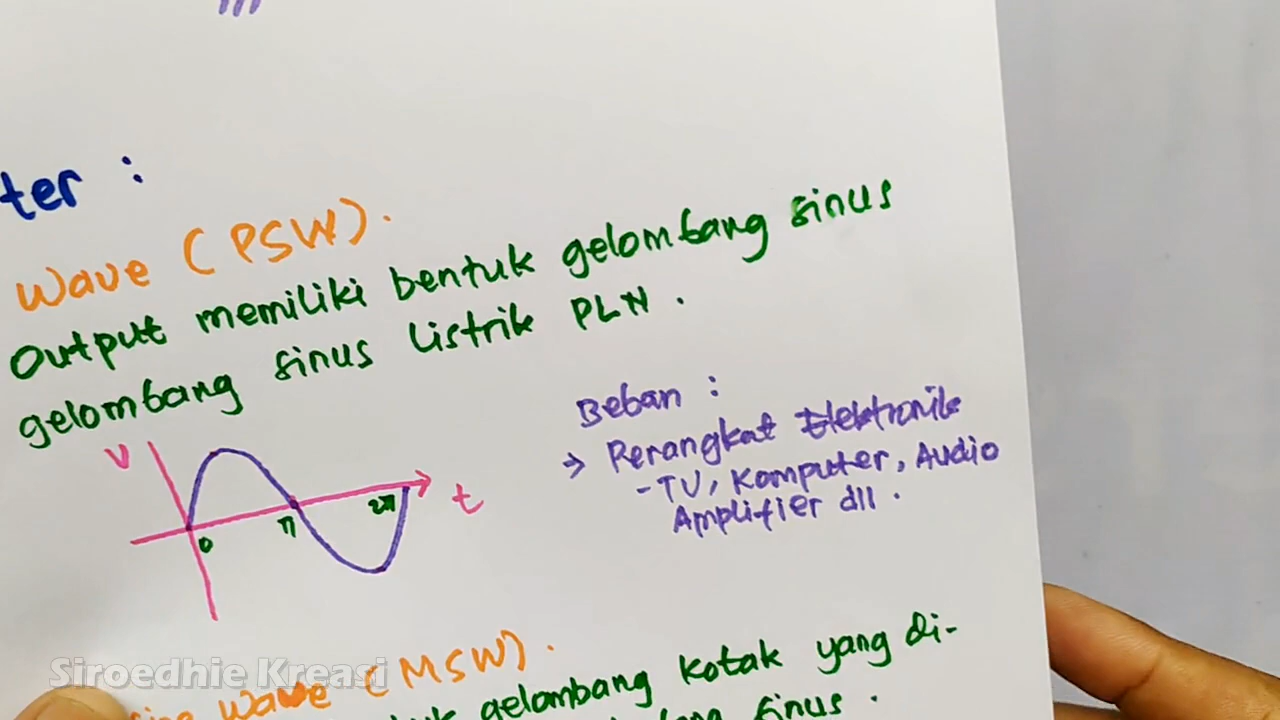 ter :
Wave (PSW).
Output memiliki bentuk gelombang sinus
gelombang sinus listrik PLN.
Beban :
→ Perangkat Elektronik
- TV, Komputer, Audio
Amplifier dll.
V
t
0
π
2π
Wave (MSW).
gelombang kotak yang di-
sinus.
Siroedhie Kreasi